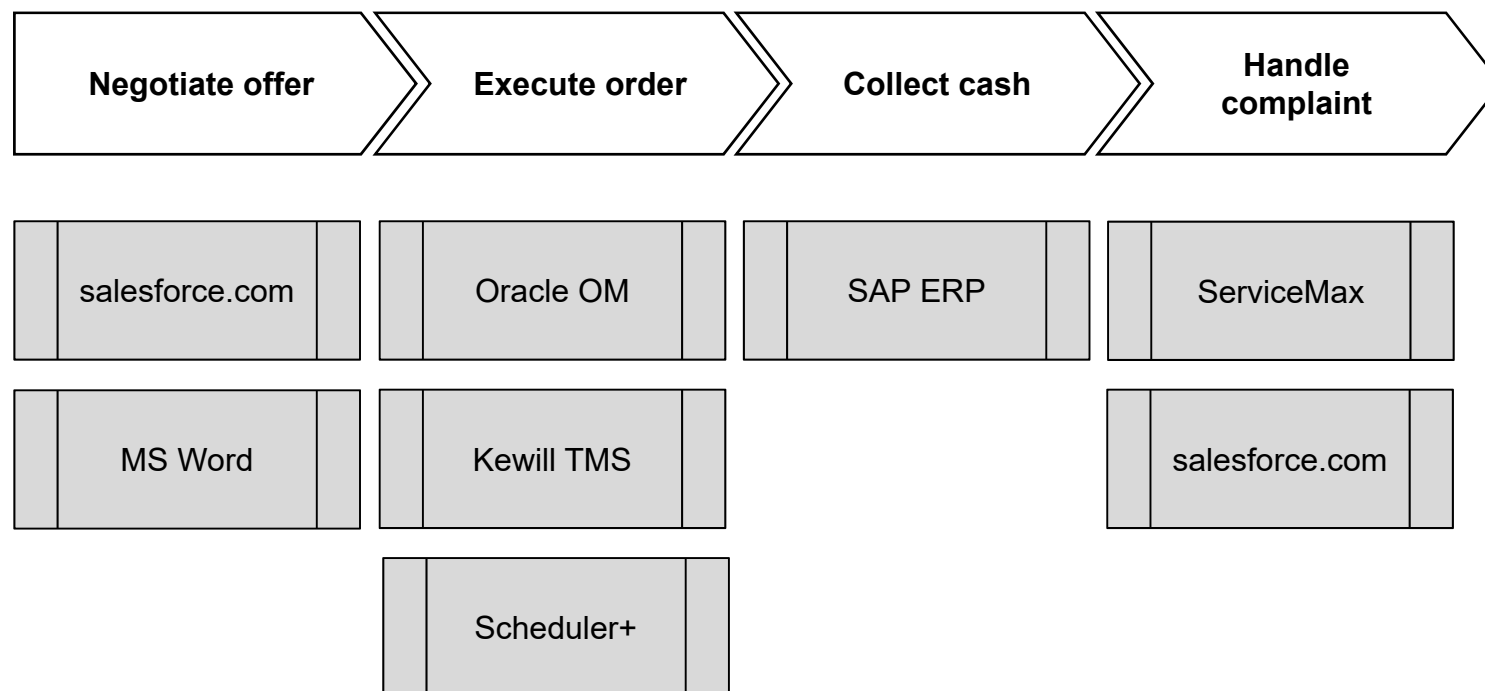 Negotiate offer
Execute order
Collect cash
Handle
complaint
salesforce.com
Oracle OM
SAP ERP
ServiceMax
MS Word
Kewill TMS
salesforce.com
Scheduler+